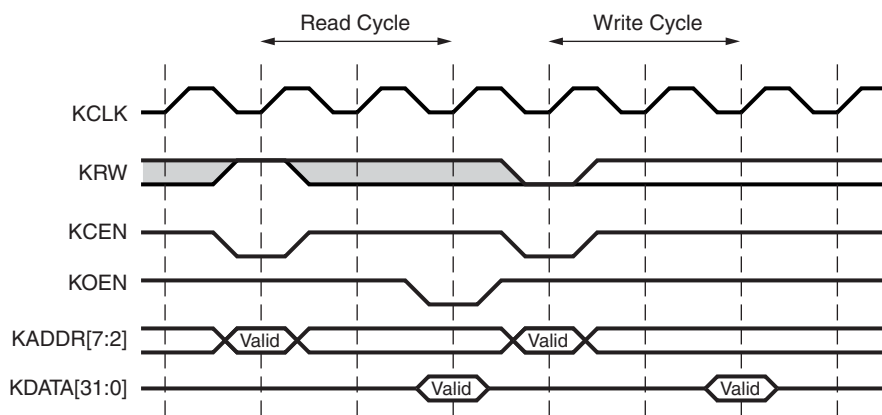 Read Cycle Write Cycle
KCLK
KRW
KCEN
KOEN
KADDR[7:2] Valid Valid
KDATA[31:0] Valid Valid